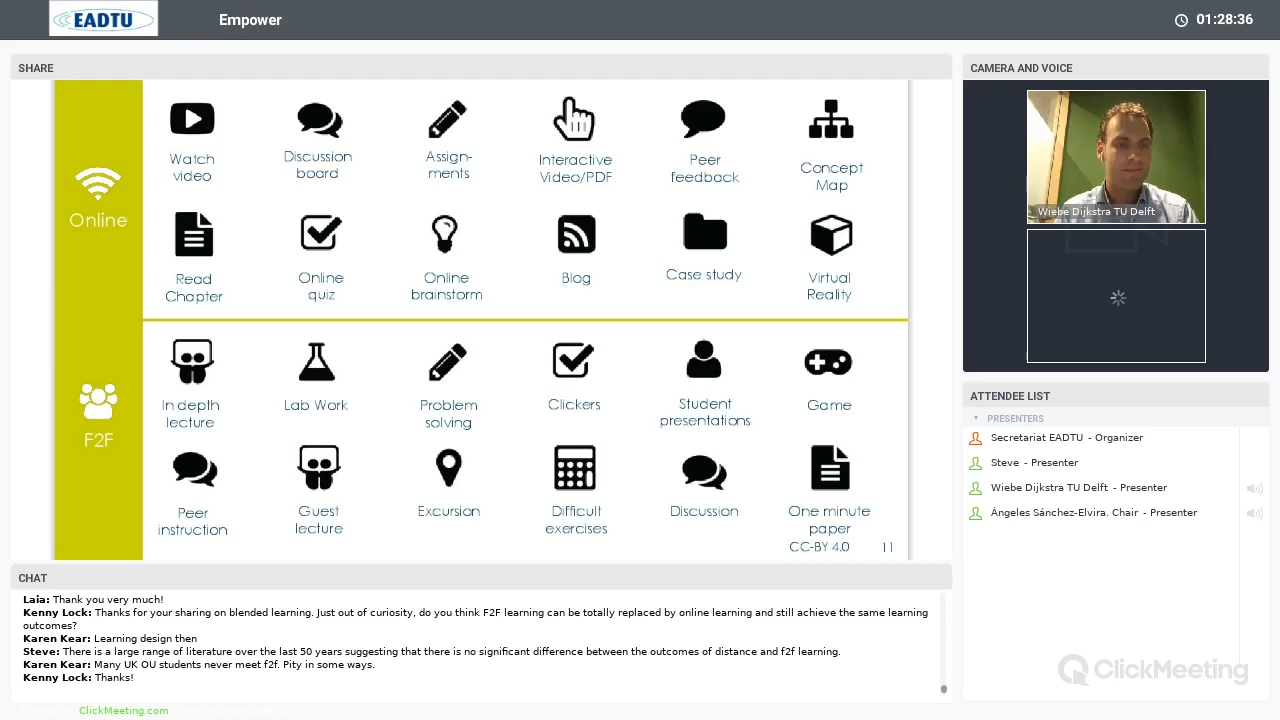 EADTU
Empower
01:28:36
SHARE
Online
Watch
video
Discussion
board
Assign-
ments
Interactive
Video/PDF
Peer
feedback
Concept
Map
Read
Chapter
Online
quiz
Online
brainstorm
Blog
Case study
Virtual
Reality
F2F
In depth
lecture
Lab Work
Problem
solving
Clickers
Student
presentations
Game
Peer
instruction
Guest
lecture
Excursion
Difficult
exercises
Discussion
One minute
paper
CC-BY 4.0 11
CAMERA AND VOICE
Wiebe Dijkstra TU Delft
ATTENDEE LIST
PRESENTERS
Secretariat EADTU - Organizer
Steve - Presenter
Wiebe Dijkstra TU Delft - Presenter
Ángeles Sánchez-Elvira. Chair - Presenter
CHAT
Laia: Thank you very much!
Kenny Lock: Thanks for your sharing on blended learning. Just out of curiosity, do you think F2F learning can be totally replaced by online learning and still achieve the same learning
outcomes?
Karen Kear: Learning design then
Steve: There is a large range of literature over the last 50 years suggesting that there is no significant difference between the outcomes of distance and f2f learning.
Karen Kear: Many UK OU students never meet f2f. Pity in some ways.
Kenny Lock: Thanks!
ClickMeeting
ClickMeeting.com